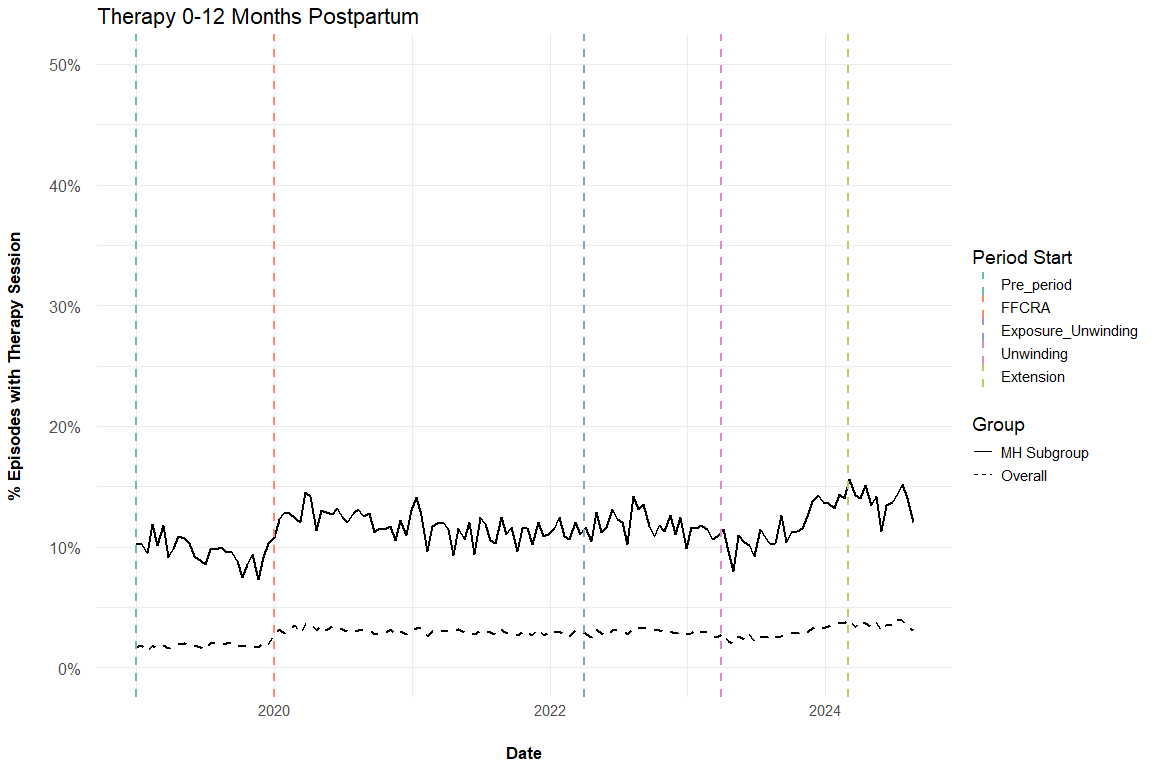 Therapy 0-12 Months Postpartum
50%
40%
30%
20%
10%
0%
% Episodes with Therapy Session
2020
2022
2024
Date
Period Start
Pre_period
FFCRA
Exposure_Unwinding
Unwinding
Extension
Group
MH Subgroup
Overall